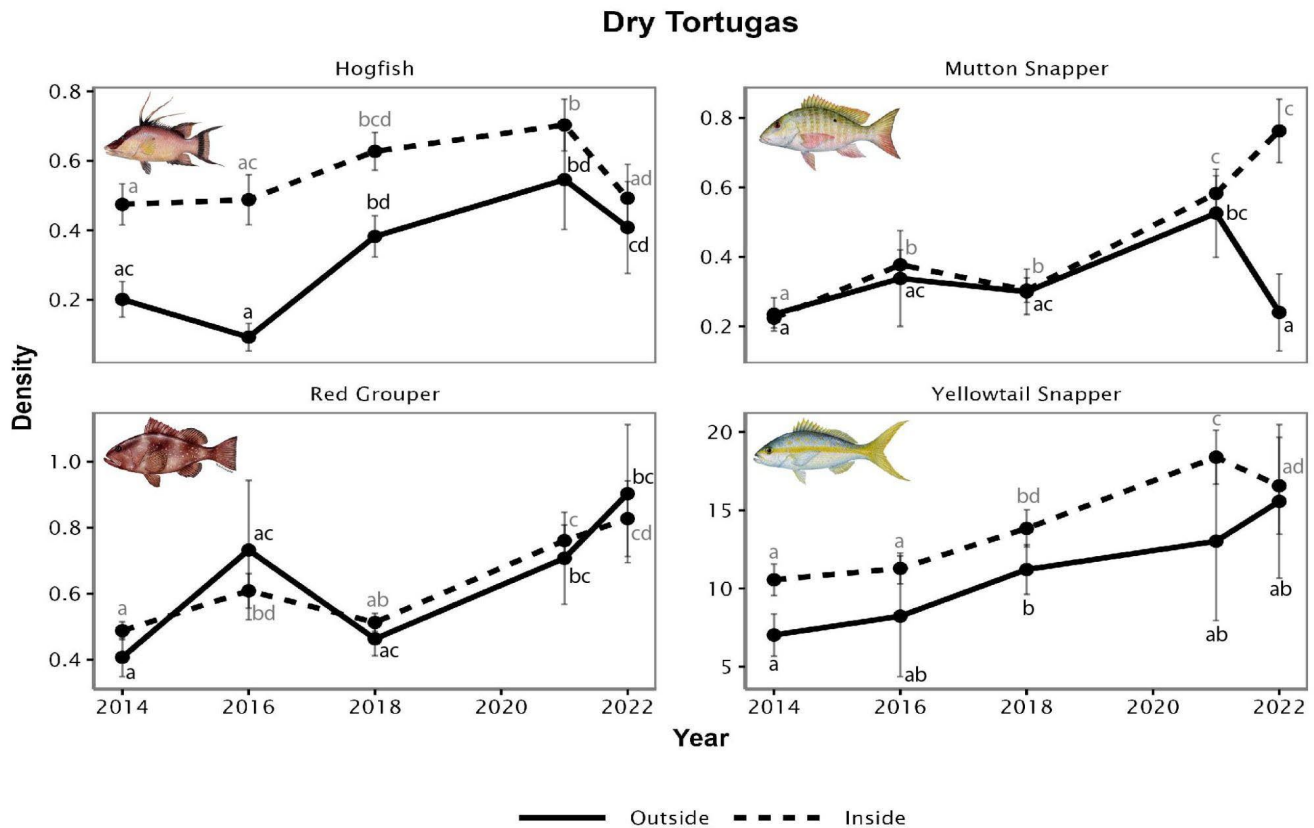 Dry Tortugas
Hogfish
Mutton Snapper
0.8
0.6
0.4
0.2
a
ac
bcd
b
ad
ac
a
bd
bd
cd
0.8
0.6
0.4
0.2
a
b
b
c
c
a
ac
ac
bc
a
Density
Red Grouper
Yellowtail Snapper
1.0
0.8
0.6
0.4
a
bd
ab
c
cd
a
ac
ac
bc
bc
20
15
10
5
a
a
bd
c
ad
a
ab
b
ab
ab
2014 2016 2018 2020 2022
2014 2016 2018 2020 2022
Year
Outside Inside